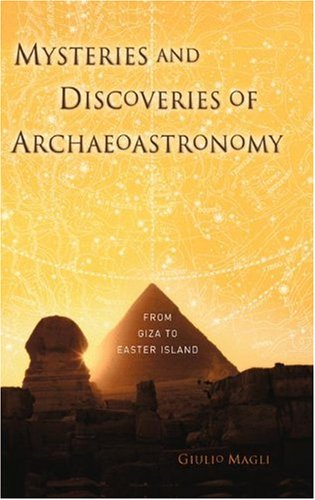 MYSTERIES AND
DISCOVERIES OF
ARCHAEOASTRONOMY
FROM
GIZA TO
EASTER ISLAND
GIULIO MAGLI